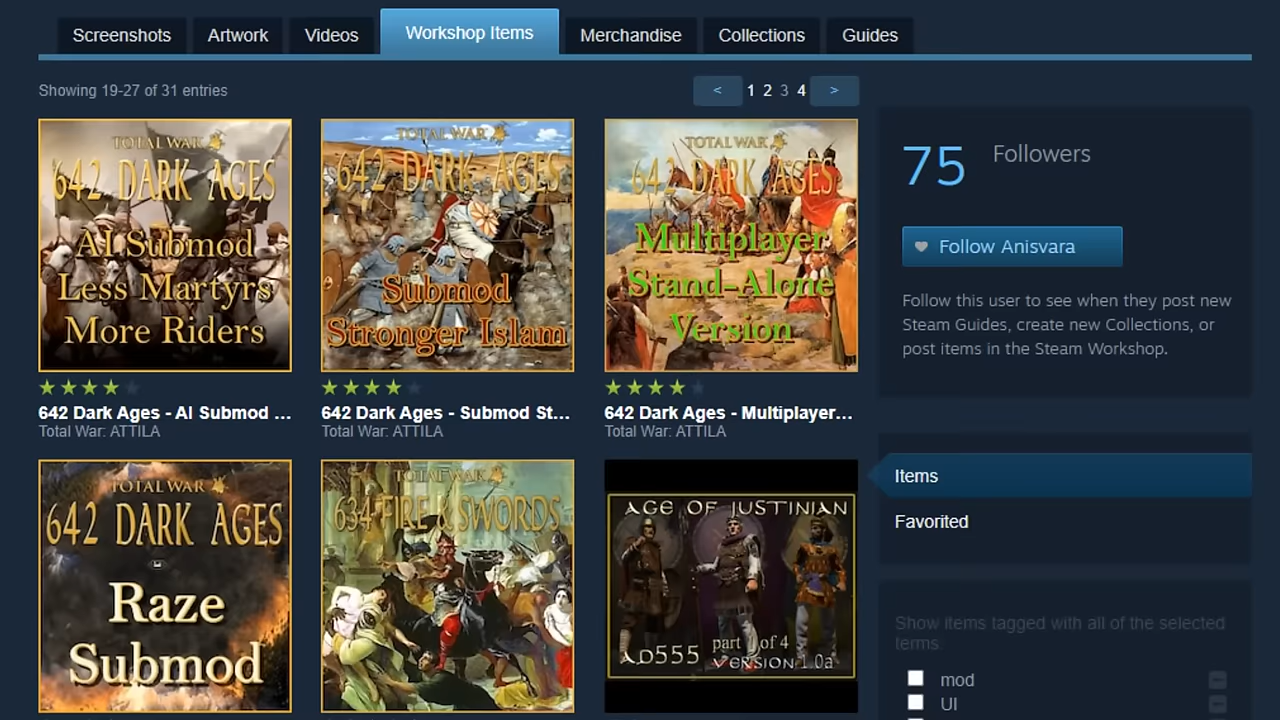 Screenshots Artwork Videos Workshop Items Merchandise Collections Guides
Showing 19-27 of 31 entries
< 1 2 3 4 >
TOTAL WAR
642 DARK AGES
AI Submod
Less Martyrs
More Riders
TOTAL WAR
642 DARK AGES
Submod
Stronger Islam
TOTAL WAR
642 DARK AGES
Multiplayer
Stand-Alone
Version
642 Dark Ages - AI Submod ...
Total War: ATTILA
642 Dark Ages - Submod St...
Total War: ATTILA
642 Dark Ages - Multiplayer...
Total War: ATTILA
TOTAL WAR
642 DARK AGES
Raze
Submod
TOTAL WAR
634 FIRE & SWORDS
AGE OF JUSTINIAN
AD555
part 1 of 4
VERSION 1.0a
75 Followers
Follow Anisvara
Follow this user to see when they post new
Steam Guides, create new Collections, or
post items in the Steam Workshop.
Items
Favorited
Show items tagged with all of the selected
terms:
mod
UI